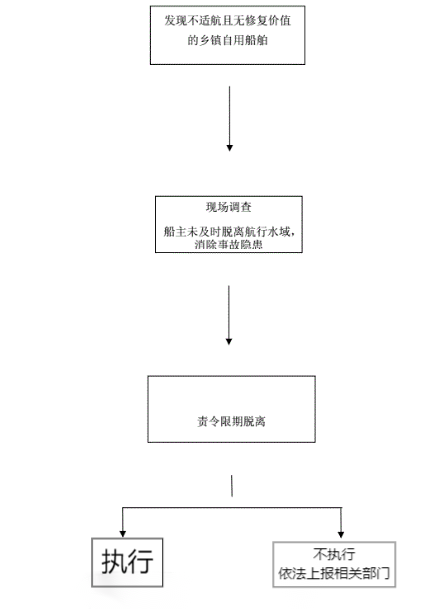 发现不适航且无修复价值
的乡镇自用船舶
现场调查
船主未及时脱离航行水域，
消除事故隐患
责令限期脱离
执行
不执行
依法上报相关部门